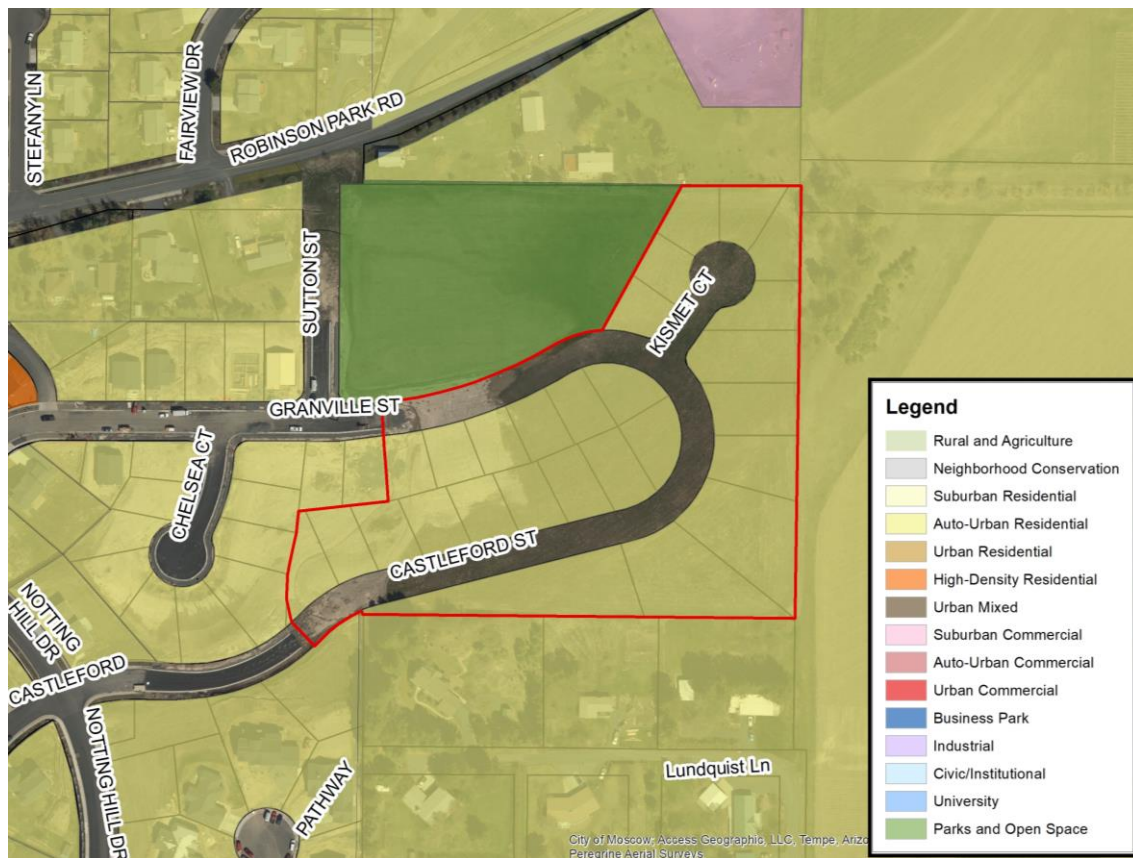 STEFANY LN
FAIRVIEW DR
ROBINSON PARK RD
SUTTON ST
KISMET CT
GRANVILLE ST
CHELSEA CT
CASTLEFORD ST
NOTTING
HILL DR
CASTLEFORD
NOTTING HILL DR
PATHWAY
Lundquist Ln
Legend
Rural and Agriculture
Neighborhood Conservation
Suburban Residential
Auto-Urban Residential
Urban Residential
High-Density Residential
Urban Mixed
Suburban Commercial
Auto-Urban Commercial
Urban Commercial
Business Park
Industrial
Civic/Institutional
University
Parks and Open Space
City of Moscow, Access Geographic, LLC, Tempe, Arizo
Peregrine Aerial Surveys